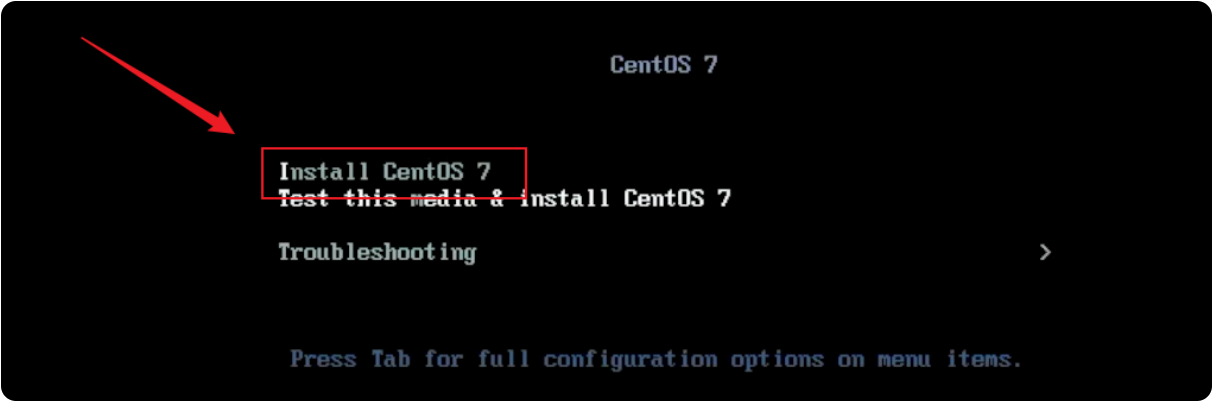 CentOS 7
Install CentOS 7
Test this media & install CentOS 7
Troubleshooting >
Press Tab for full configuration options on menu items.